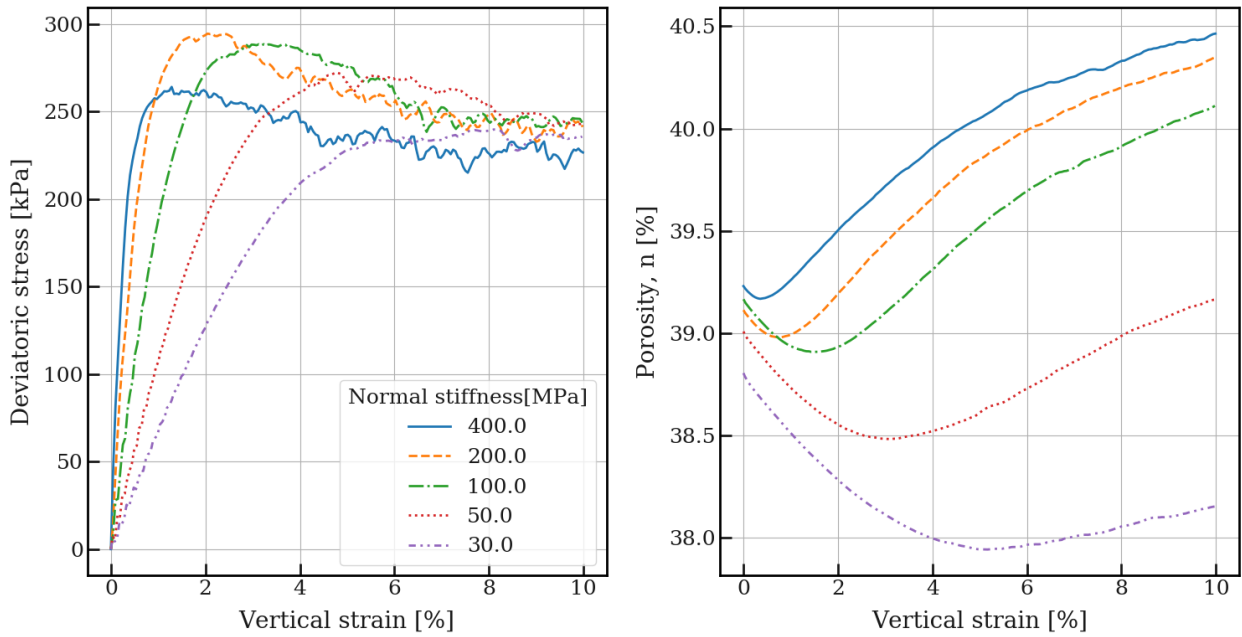 Deviatoric stress [kPa]
300
250
200
150
100
50
0
0 2 4 6 8 10
Vertical strain [%]
Normal stiffness[MPa]
400.0
200.0
100.0
50.0
30.0
Porosity, n [%]
40.5
40.0
39.5
39.0
38.5
38.0
0 2 4 6 8 10
Vertical strain [%]